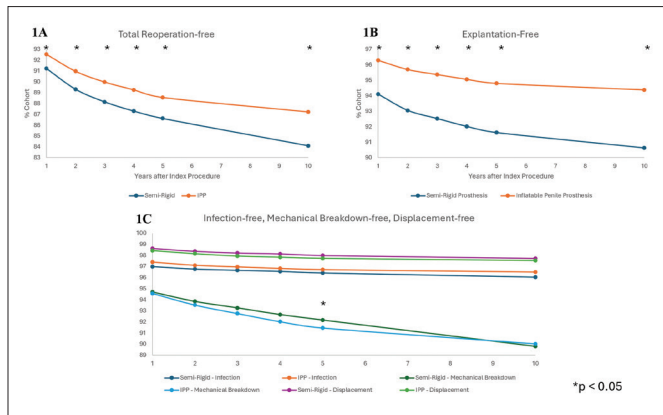 1A
Total Reoperation-free
93
92
91
90
89
88
87
86
85
84
83
% Cohort
* * * * * *
1 2 3 4 5 6 7 8 9 10
Years after Index Procedure
Semi-Rigid IPP
1B
Explantation-Free
97
96
95
94
93
92
91
90
% Cohort
* * * * * *
1 2 3 4 5 6 7 8 9 10
Years after Index Procedure
Semi-Rigid Prosthesis Inflatable Penile Prosthesis
1C
Infection-free, Mechanical Breakdown-free, Displacement-free
100
99
98
97
96
95
94
93
92
91
90
89
*
1 2 3 4 5 6 7 8 9 10
Semi-Rigid - Infection IPP - Infection Semi-Rigid - Mechanical Breakdown
IPP - Mechanical Breakdown Semi-Rigid - Displacement IPP - Displacement
*p < 0.05